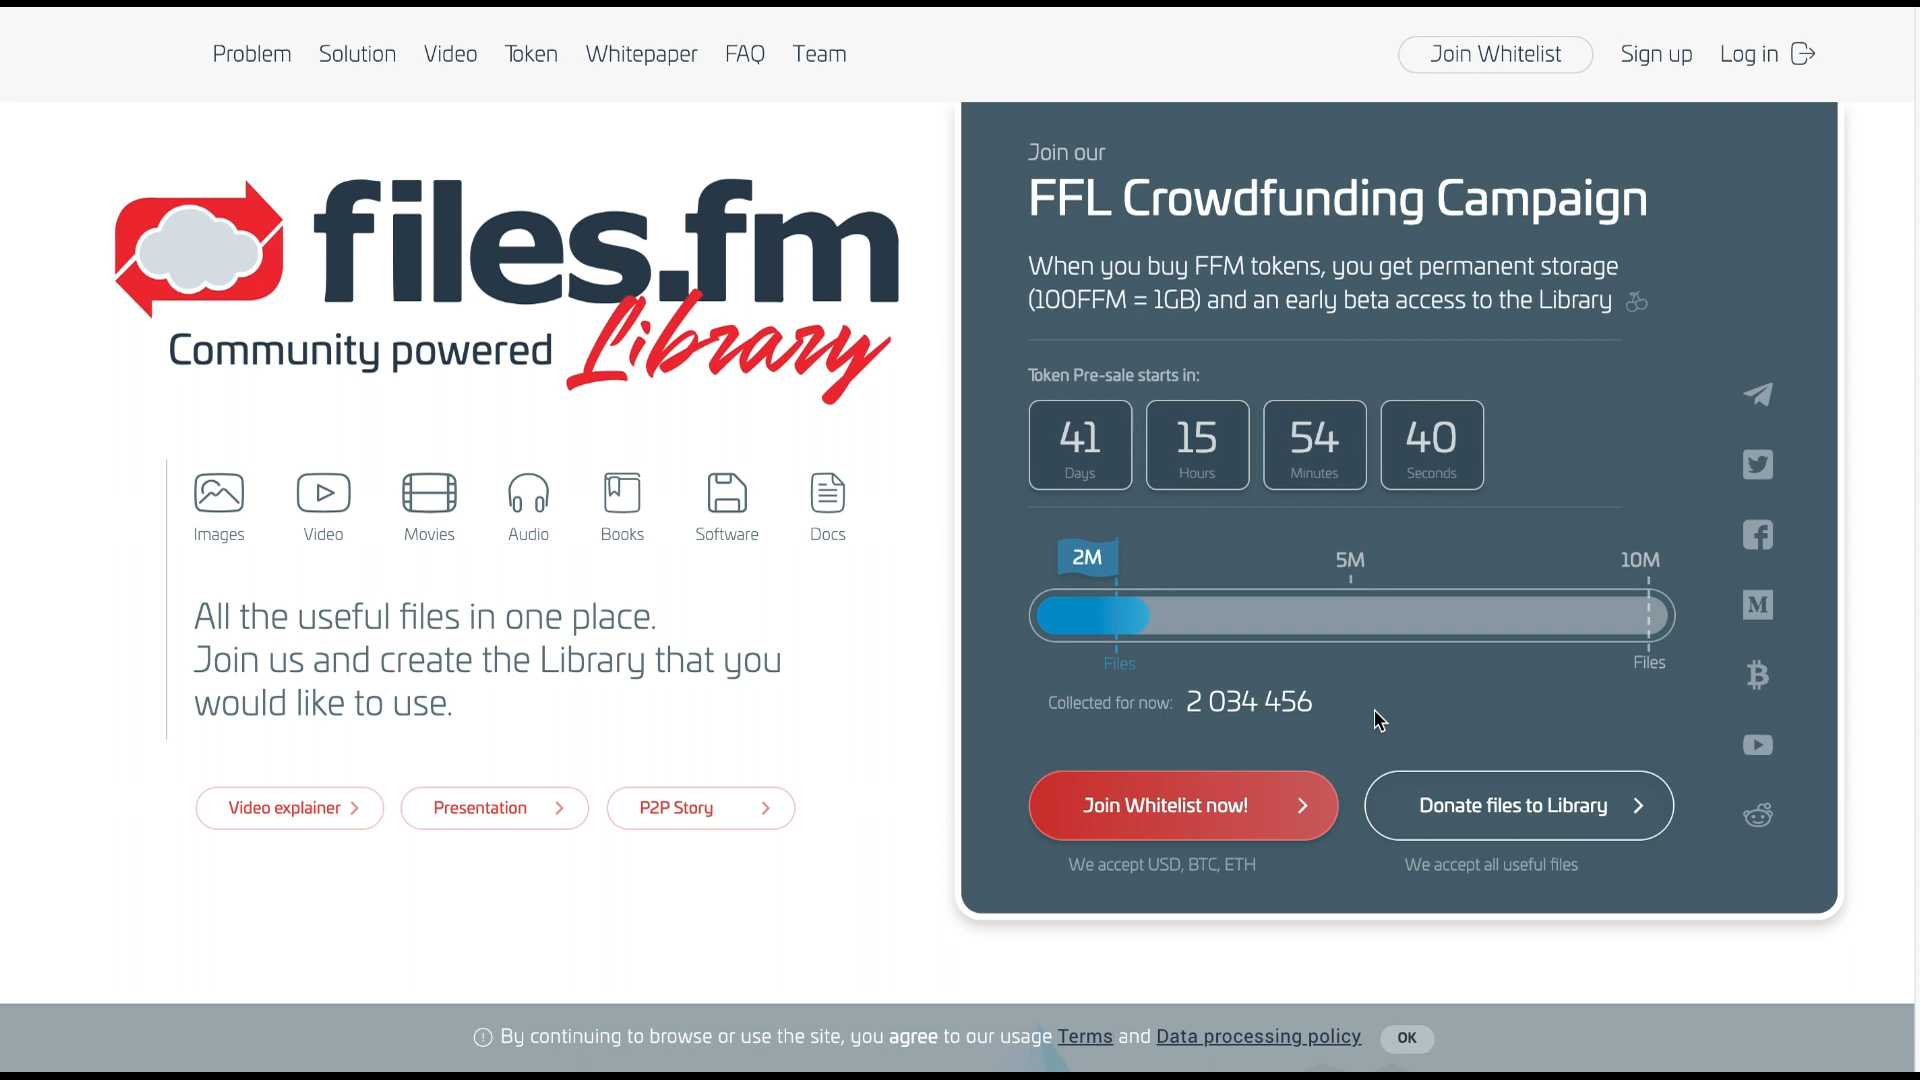 Problem Solution Video Token Whitepaper FAQ Team Join Whitelist Sign up Log in
files.fm
Community powered Library
Images Video Movies Audio Books Software Docs
All the useful files in one place.
Join us and create the Library that you
would like to use.
Video explainer Presentation P2P Story
Join our
FFL Crowdfunding Campaign
When you buy FFM tokens, you get permanent storage
(100FFM = 1GB) and an early beta access to the Library
Token Pre-sale starts in:
41 15 54 40
Days Hours Minutes Seconds
2M 5M 10M
Files Files
Collected for now: 2 034 456
Join Whitelist now! Donate files to Library
We accept USD, BTC, ETH We accept all useful files
By continuing to browse or use the site, you agree to our usage Terms and Data processing policy OK